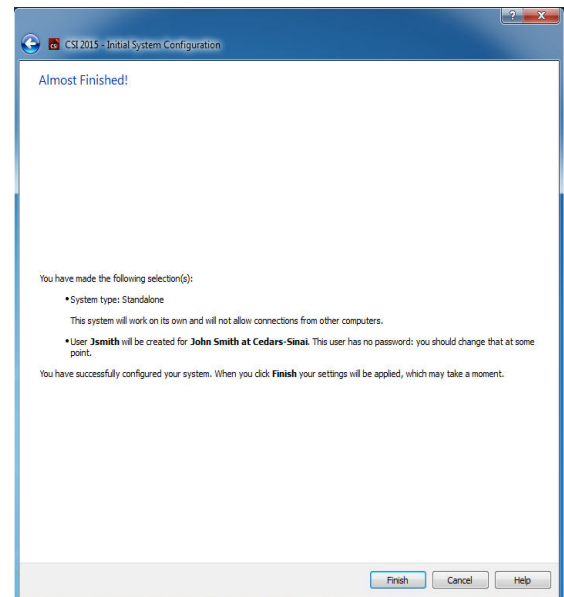 ? X
CSI CSI 2015 - Initial System Configuration
Almost Finished!
You have made the following selection(s):
• System type: Standalone
This system will work on its own and will not allow connections from other computers.
• User Jsmith will be created for John Smith at Cedars-Sinai. This user has no password: you should change that at some
point.
You have successfully configured your system. When you click Finish your settings will be applied, which may take a moment.
Finish Cancel Help